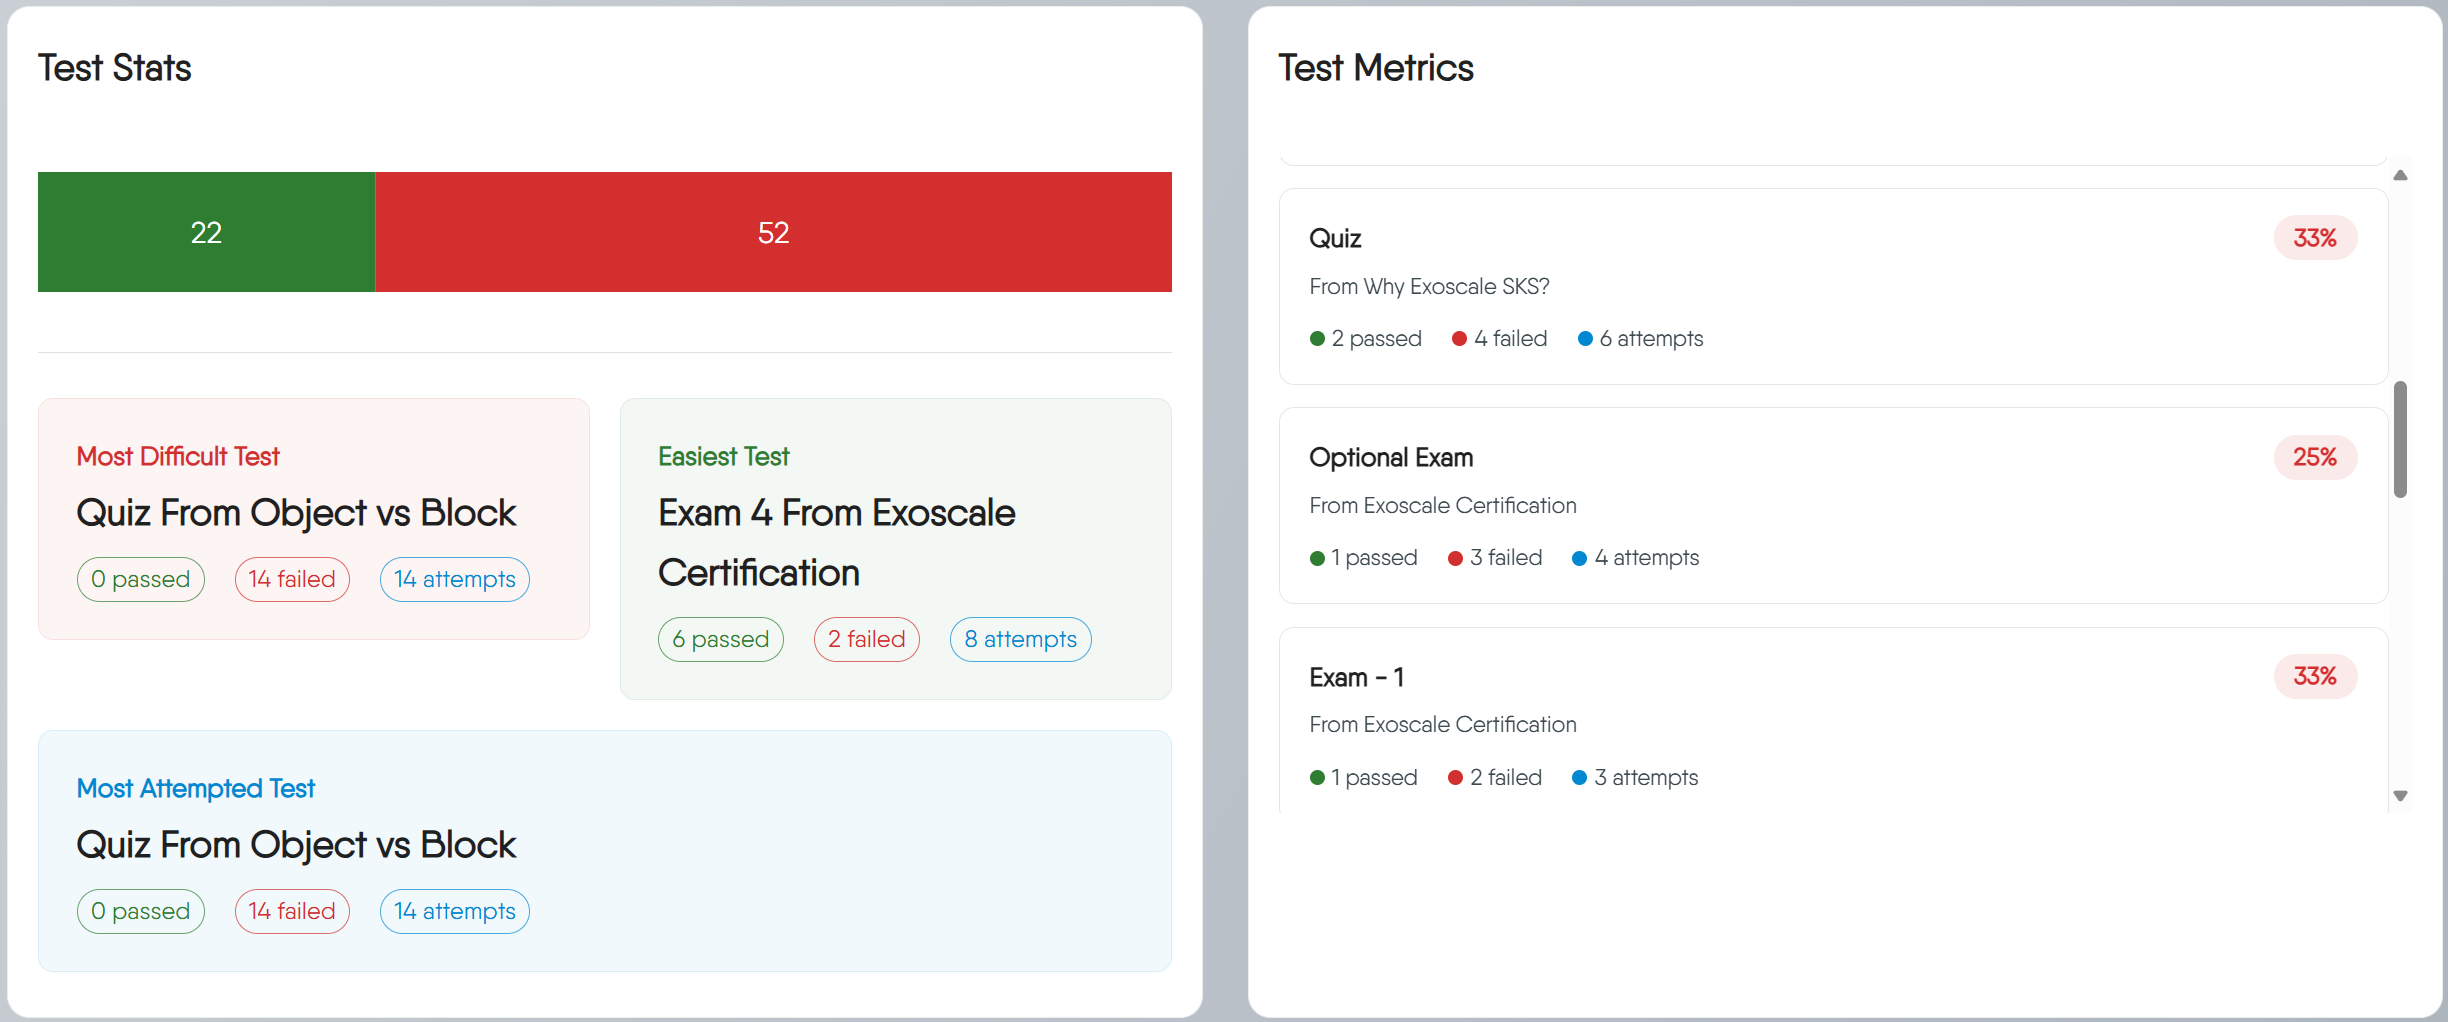 Test Stats
22
52
Most Difficult Test
Quiz From Object vs Block
0 passed
14 failed
14 attempts
Easiest Test
Exam 4 From Exoscale
Certification
6 passed
2 failed
8 attempts
Most Attempted Test
Quiz From Object vs Block
0 passed
14 failed
14 attempts
Test Metrics
Quiz
33%
From Why Exoscale SKS?
2 passed
4 failed
6 attempts
Optional Exam
25%
From Exoscale Certification
1 passed
3 failed
4 attempts
Exam - 1
33%
From Exoscale Certification
1 passed
2 failed
3 attempts